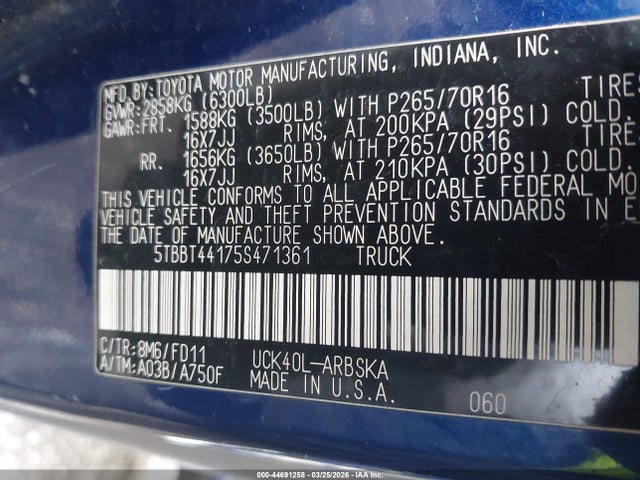 MFD.BY:TOYOTA MOTOR MANUFACTURING, INDIANA, INC.
GVWR:2858KG (6300LB)
GAWR:FRT. 1588KG (3500LB) WITH P265/70R16 TIRES
16X7JJ RIMS, AT 200KPA (29PSI) COLD.
RR. 1656KG (3650LB) WITH P265/70R16 TIRE
16X7JJ RIMS, AT 210KPA (30PSI) COLD.
THIS VEHICLE CONFORMS TO ALL APPLICABLE FEDERAL MO
VEHICLE SAFETY AND THEFT PREVENTION STANDARDS IN E
THE DATE OF MANUFACTURE SHOWN ABOVE.
5TBBT44175S471361 TRUCK
C/TR:8M6/FD11 UCK40L-ARBSKA
A/TM:A03B/A750F MADE IN U.S.A.
060
000-44691258 | 03/25/2026 | IAA